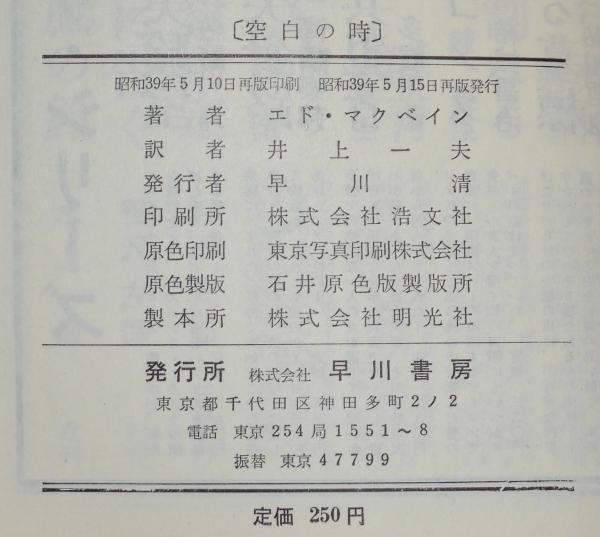 〔空白の時〕
昭和39年5月10日再版印刷 昭和39年5月15日再版発行
著者 エド・マクベイン
訳者 井上一夫
発行者 早川清
印刷所 株式会社浩文社
原色印刷 東京写真印刷株式会社
原色製版 石井原色版製版所
製本所 株式会社明光社
発行所 株式会社 早川書房
東京都千代田区神田多町2ノ2
電話 東京254局1551〜8
振替 東京47799
定価 250円